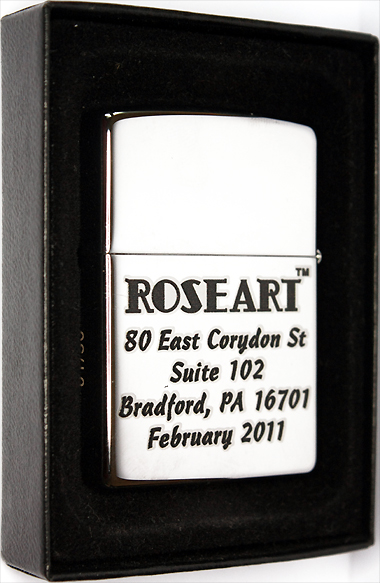 ROSEART™
80 East Corydon St
Suite 102
Bradford, PA 16701
February 2011